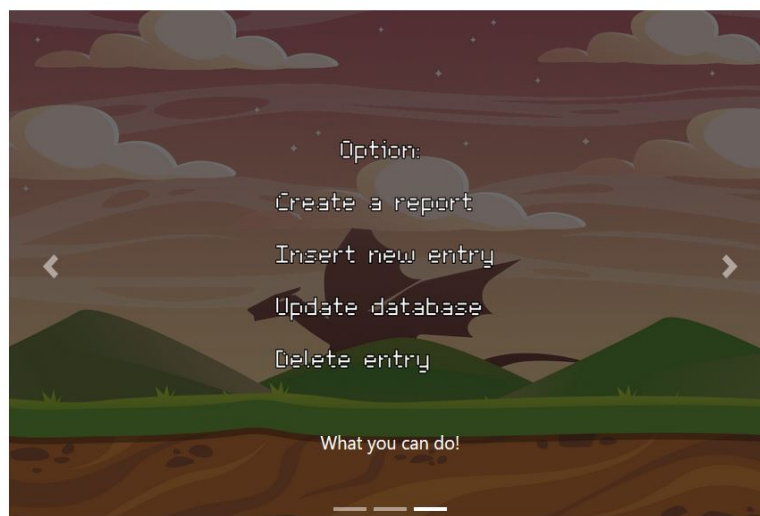 Option:
Create a report
Insert new entry
Update database
Delete entry
What you can do!